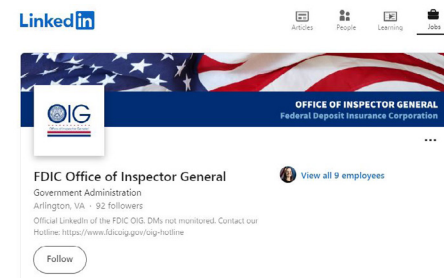 LinkedIn
Articles People Learning Jobs
OFFICE OF INSPECTOR GENERAL
Federal Deposit Insurance Corporation
OIG
FDIC Office of Inspector General
View all 9 employees
Government Administration
Arlington, VA · 92 followers
Official LinkedIn of the FDIC OIG. DMs not monitored. Contact our
Hotline: https://www.fdicoig.gov/oig-hotline
Follow